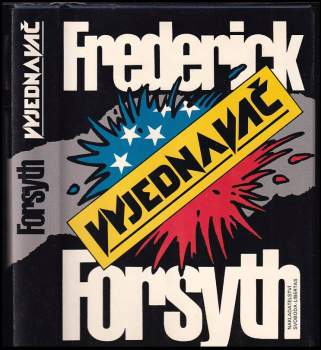 Forsyth VYJEDNAVAČ
Frederick
VYJEDNAVAČ
Forsyth
NAKLADATELSTVÍ
SVOBODA-LIBERTAS